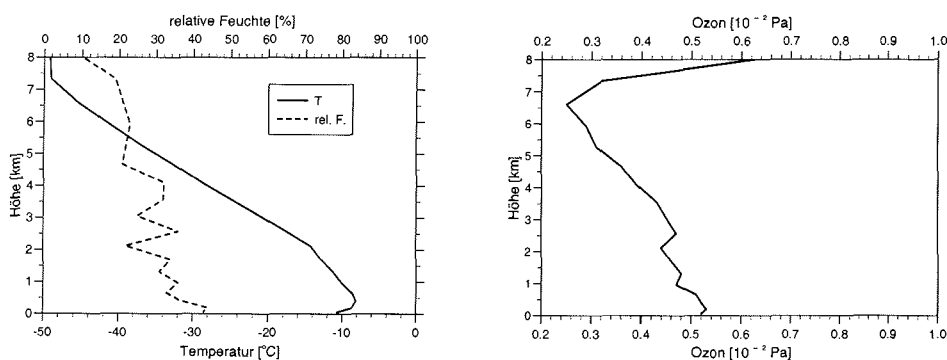 relative Feuchte [%]
0 10 20 30 40 50 60 70 80 90 100
8
7
6
5
4
3
2
1
0
Höhe [km]
T
rel. F.
-50 -40 -30 -20 -10 0
Temperatur [°C]
Ozon [10⁻² Pa]
0.2 0.3 0.4 0.5 0.6 0.7 0.8 0.9 1.0
8
7
6
5
4
3
2
1
0
Höhe [km]
0.2 0.3 0.4 0.5 0.6 0.7 0.8 0.9 1.0
Ozon [10⁻² Pa]